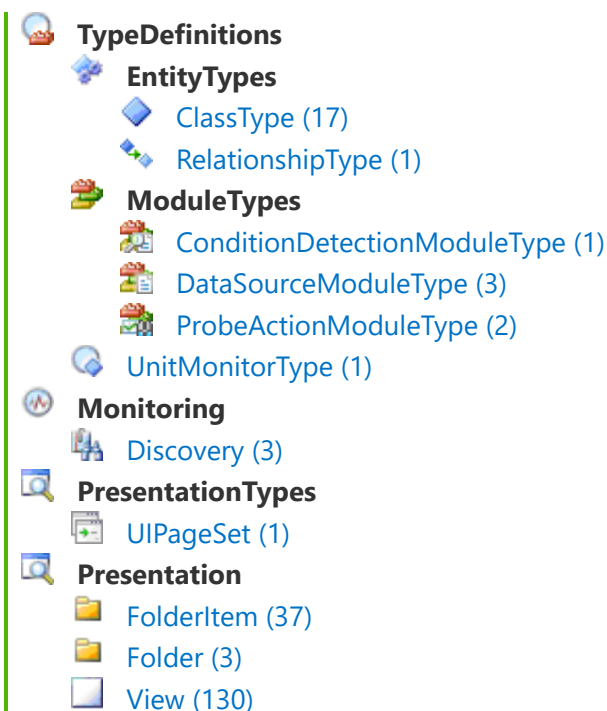 TypeDefinitions
EntityTypes
ClassType (17)
RelationshipType (1)
ModuleTypes
ConditionDetectionModuleType (1)
DataSourceModuleType (3)
ProbeActionModuleType (2)
UnitMonitorType (1)
Monitoring
Discovery (3)
PresentationTypes
UIPageSet (1)
Presentation
FolderItem (37)
Folder (3)
View (130)